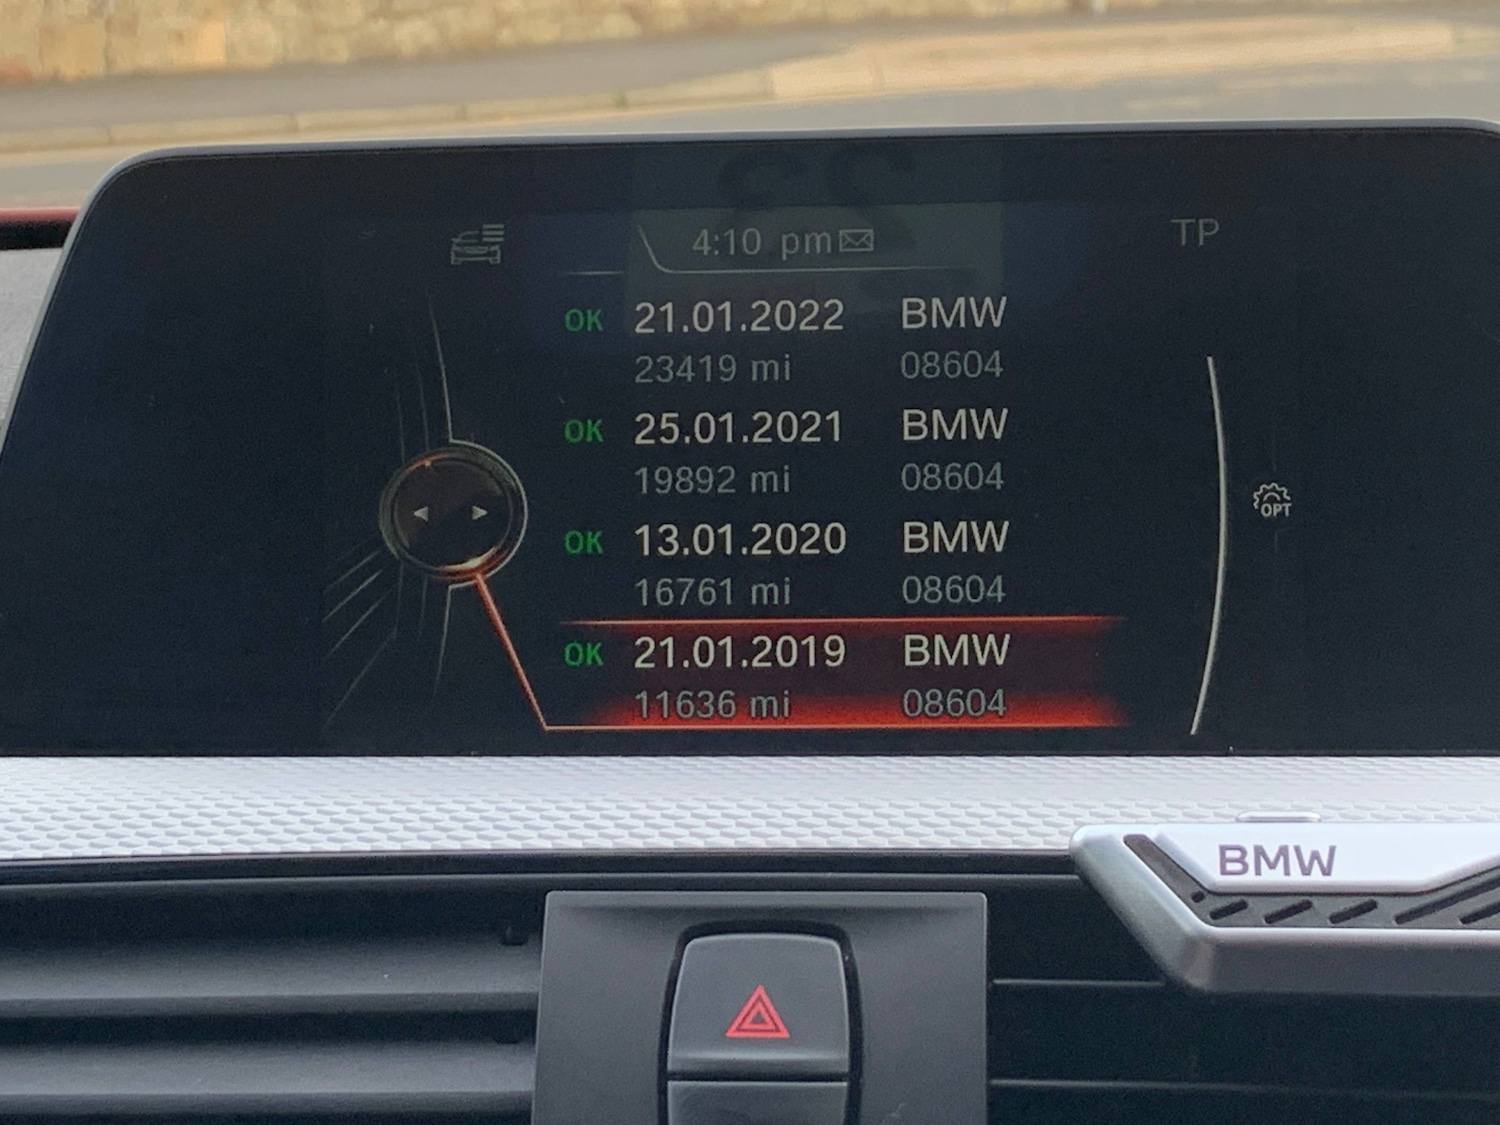 4:10 pm
TP
OK 21.01.2022 BMW
23419 mi 08604
OK 25.01.2021 BMW
19892 mi 08604
OPT
OK 13.01.2020 BMW
16761 mi 08604
OK 21.01.2019 BMW
11636 mi 08604
BMW